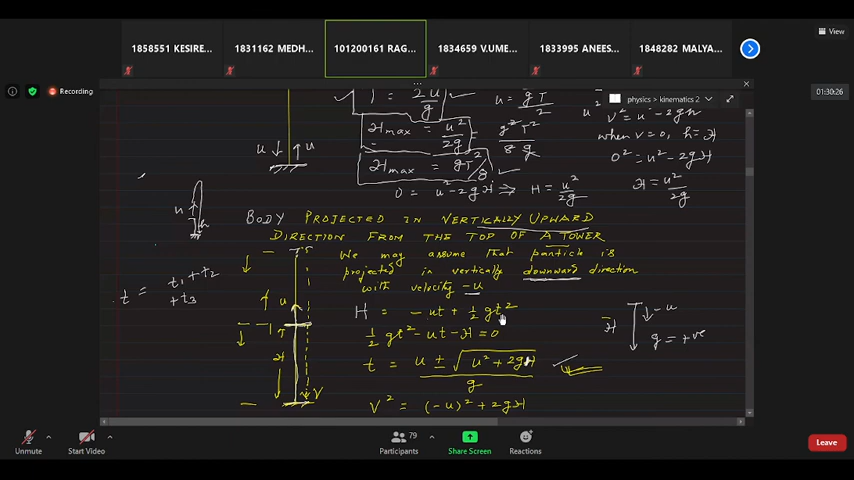 View
1858551 KESIRE...
1831162 MEDH...
101200161 RAG...
1834659 V.UME...
1833995 ANEES...
1848282 MALYA...
Recording
01:30:26
physics > kinematics 2
T = 2u/g
u = gT/2
V² = u² - 2gh
when v = 0, h = H
Hmax = u²/2g
g²T²/8g
0² = u² - 2gH
Hmax = gT²/8
H = u²/2g
0 = u² - 2gH ⇒ H = u²/2g
u u
u
h
BODY PROJECTED IN VERTICALLY UPWARD
DIRECTION FROM THE TOP OF A TOWER
We may assume that particle is
projected in vertically downward direction
with velocity -u
t = t1 + t2
+ t3
u
H = - ut + ½ gt²
H
- u
g = +ve
½ gt² - ut - H = 0
t = u ± √(u² + 2gH) / g
H
V
V² = (-u)² + 2gH
Unmute
Start Video
79
Participants
Share Screen
Reactions
Leave